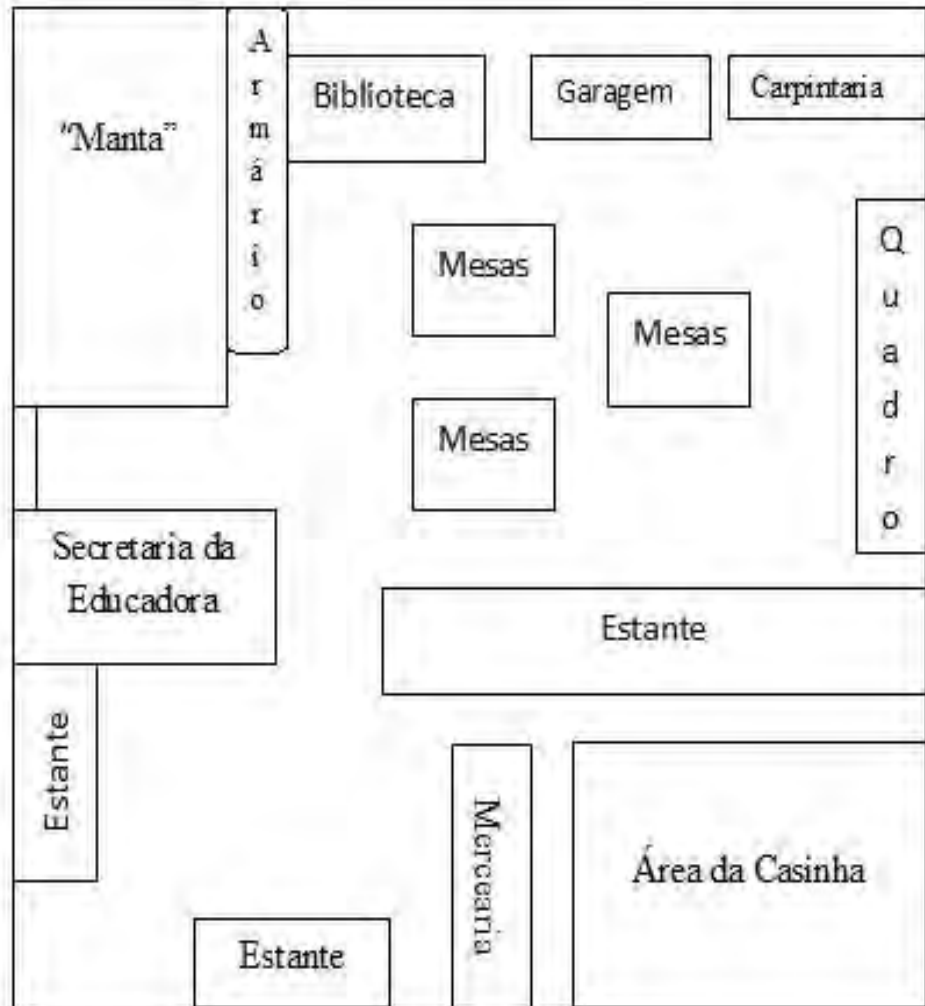 "Manta"
Armário
Biblioteca
Garagem
Carpintaria
Mesas
Mesas
Mesas
Quadro
Secretaria da
Educadora
Estante
Estante
Mercearia
Área da Casinha
Estante